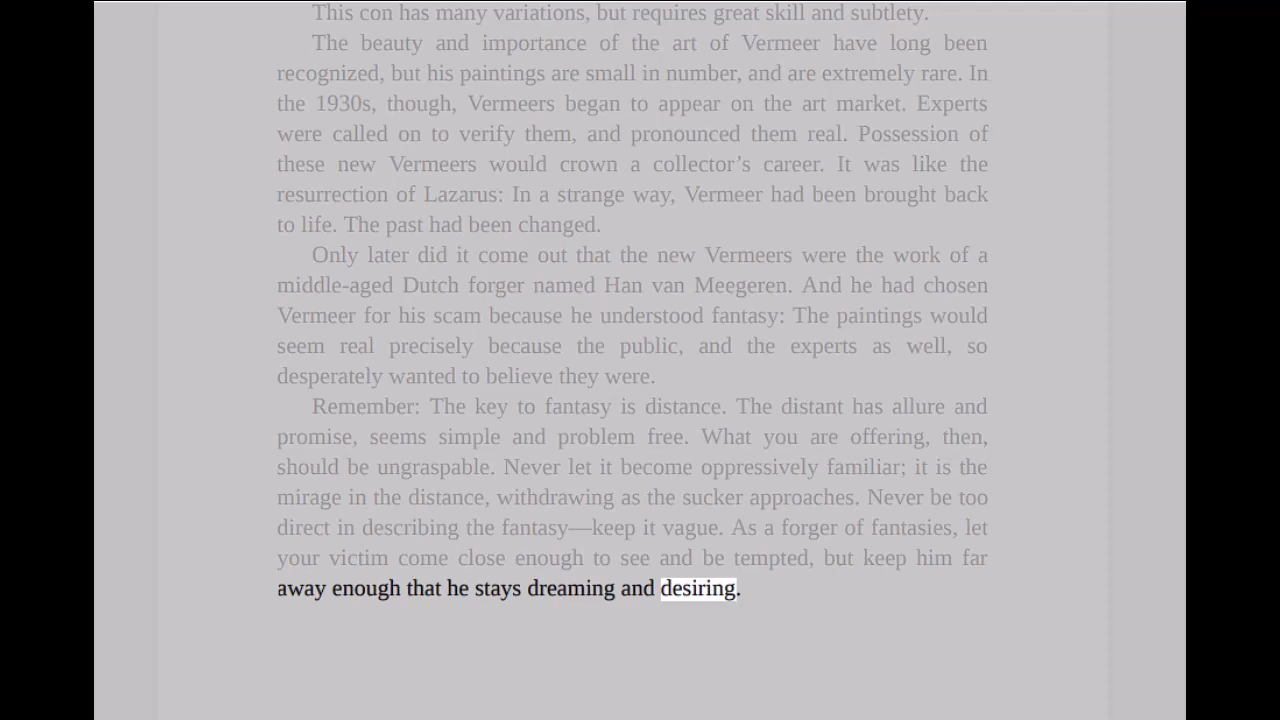 This con has many variations, but requires great skill and subtlety.
The beauty and importance of the art of Vermeer have long been
recognized, but his paintings are small in number, and are extremely rare. In
the 1930s, though, Vermeers began to appear on the art market. Experts
were called on to verify them, and pronounced them real. Possession of
these new Vermeers would crown a collector’s career. It was like the
resurrection of Lazarus: In a strange way, Vermeer had been brought back
to life. The past had been changed.
Only later did it come out that the new Vermeers were the work of a
middle-aged Dutch forger named Han van Meegeren. And he had chosen
Vermeer for his scam because he understood fantasy: The paintings would
seem real precisely because the public, and the experts as well, so
desperately wanted to believe they were.
Remember: The key to fantasy is distance. The distant has allure and
promise, seems simple and problem free. What you are offering, then,
should be ungraspable. Never let it become oppressively familiar; it is the
mirage in the distance, withdrawing as the sucker approaches. Never be too
direct in describing the fantasy—keep it vague. As a forger of fantasies, let
your victim come close enough to see and be tempted, but keep him far
away enough that he stays dreaming and desiring.